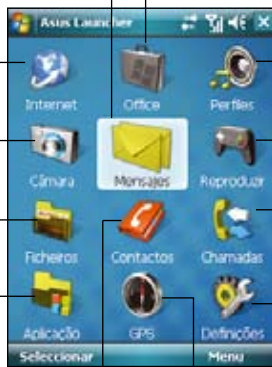 Asus Launcher
Internet Office Perfiles
Câmara Mensajes Reproduzir
Ficheiros Contactos Chamadas
Aplicação GPS Definições
Seleccionar Menu